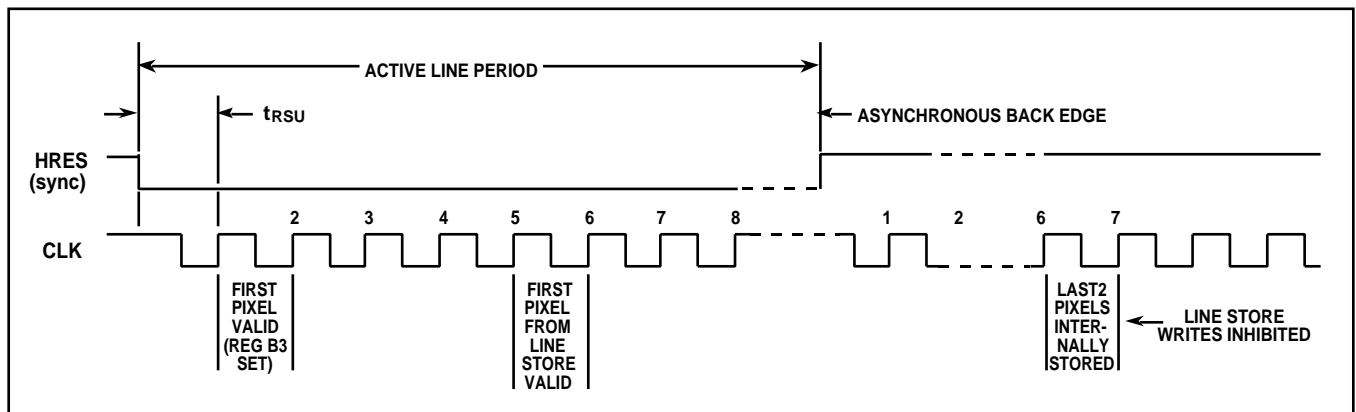 ACTIVE LINE PERIOD
tRSU
ASYNCHRONOUS BACK EDGE
HRES
(sync)
2 3 4 5 6 7 8 1 2 6 7
CLK
FIRST
PIXEL
VALID
(REG B3
SET)
FIRST
PIXEL
FROM
LINE
STORE
VALID
LAST2
PIXELS
INTER-
NALLY
STORED
LINE STORE
WRITES INHIBITED